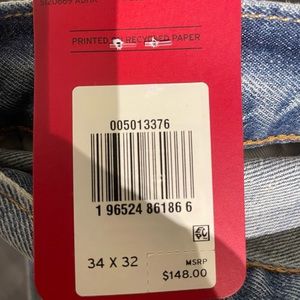 PRINTED ON RECYCLED PAPER
005013376
1 96524 86186 6
34 X 32
MSRP
$148.00